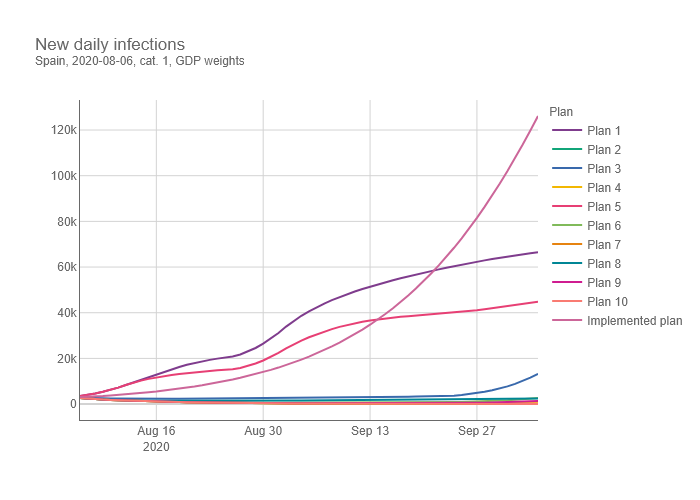 New daily infections
Spain, 2020-08-06, cat. 1, GDP weights
120k
100k
80k
60k
40k
20k
0
Aug 16
2020
Aug 30
Sep 13
Sep 27
Plan
Plan 1
Plan 2
Plan 3
Plan 4
Plan 5
Plan 6
Plan 7
Plan 8
Plan 9
Plan 10
Implemented plan